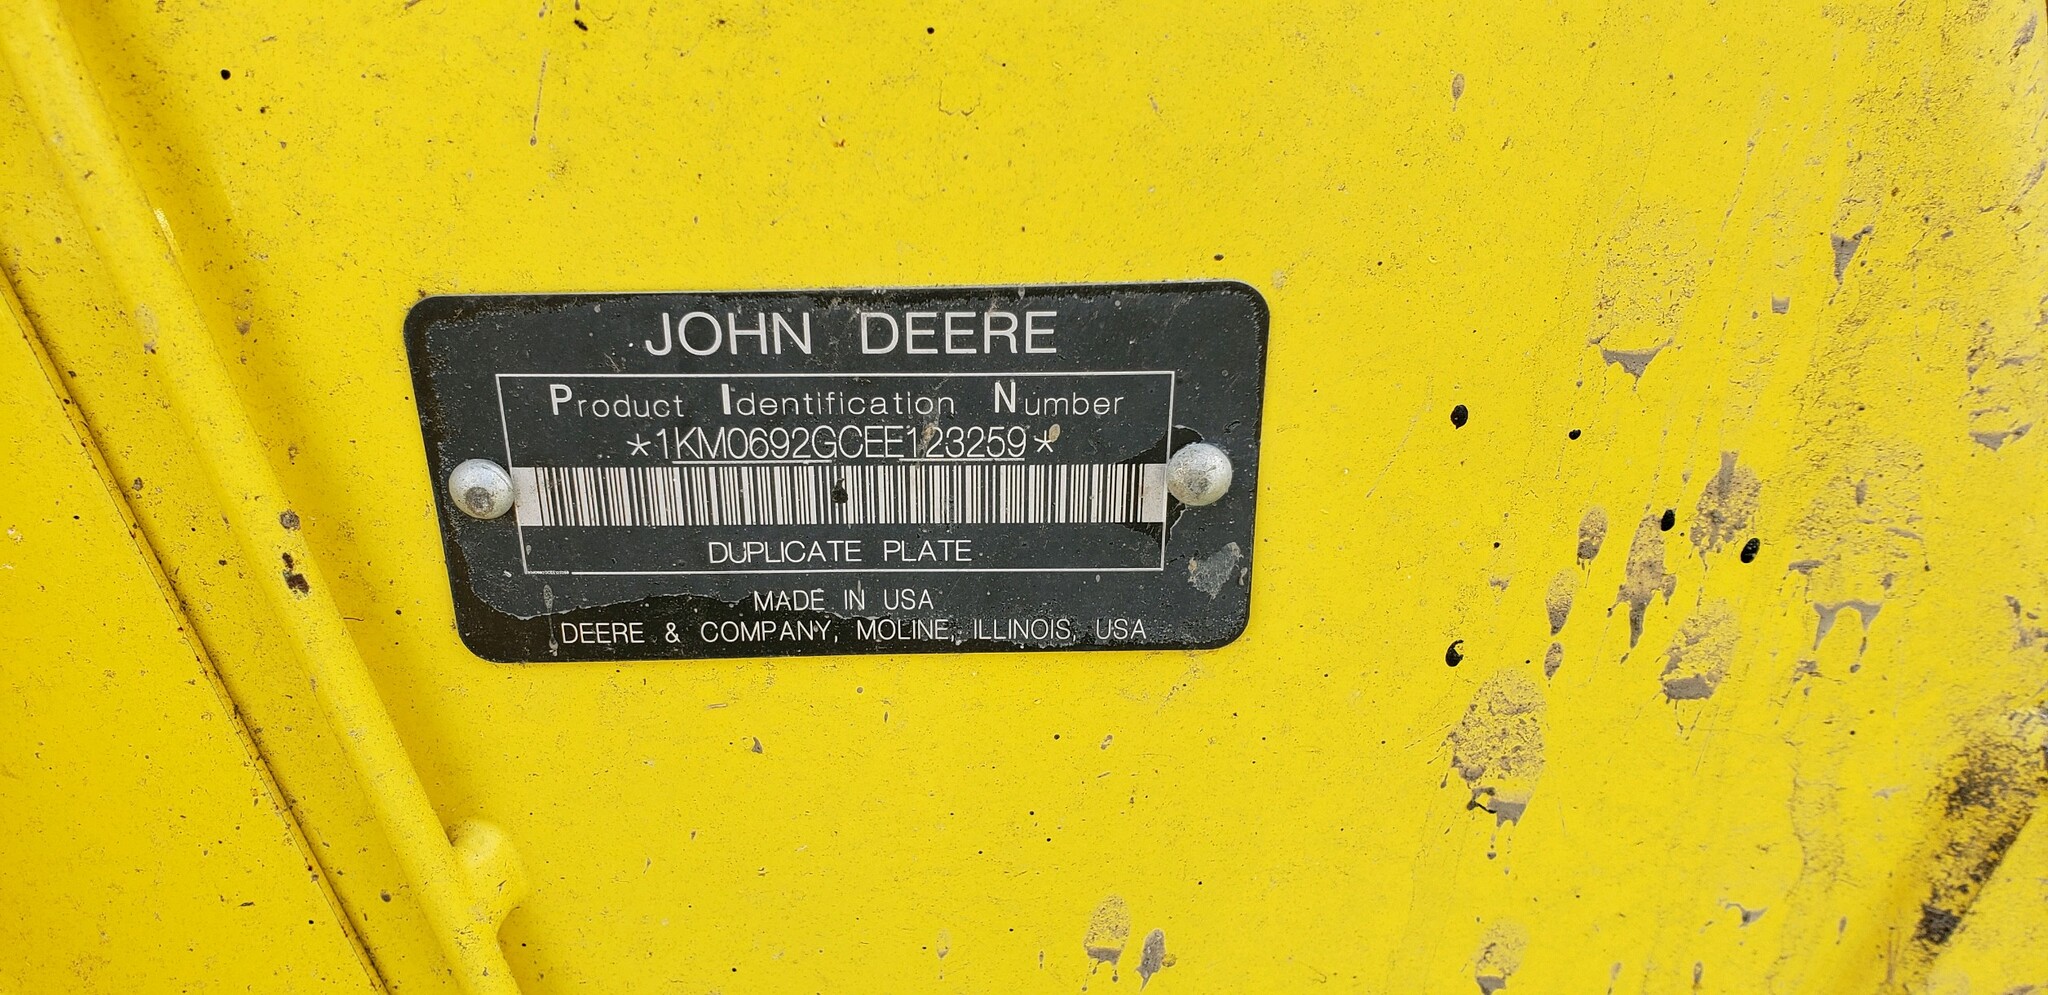 JOHN DEERE
Product Identification Number
*1KM0692GCEE123259*
DUPLICATE PLATE
MADE IN USA
DEERE & COMPANY, MOLINE, ILLINOIS, USA